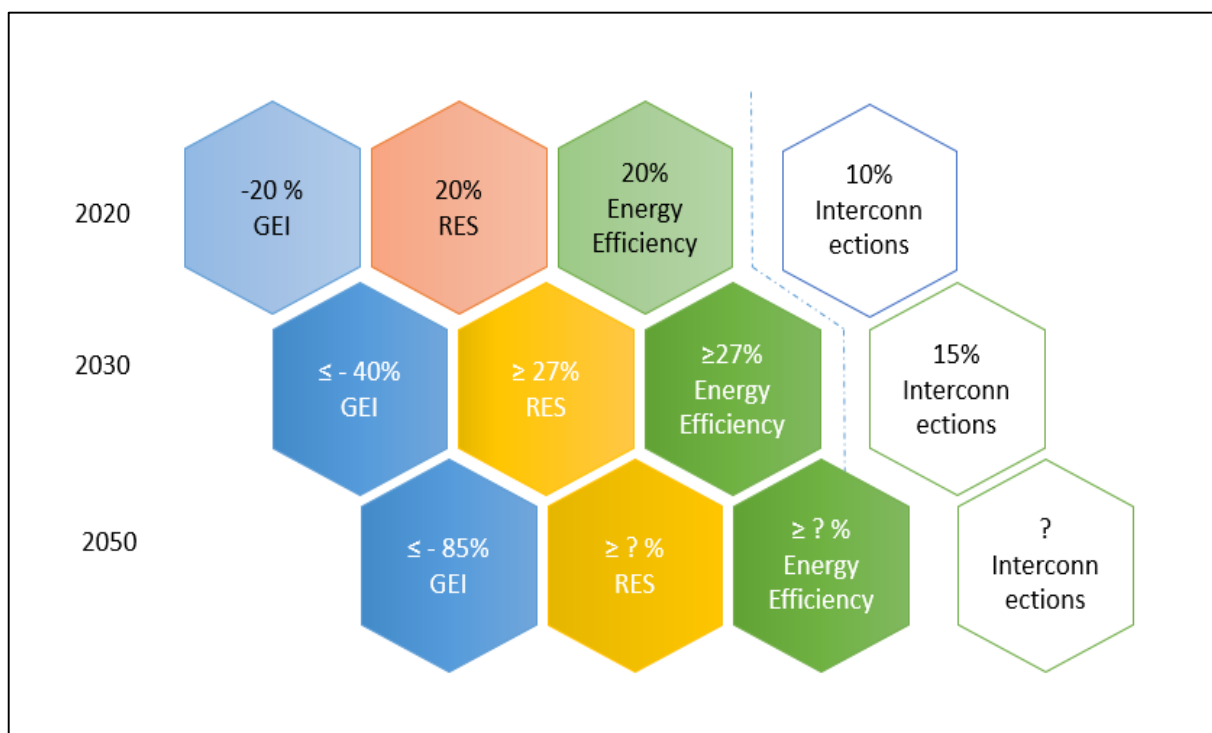 2020
-20 %
GEI
20%
RES
20%
Energy
Efficiency
10%
Interconn
ections
2030
≤ - 40%
GEI
≥ 27%
RES
≥27%
Energy
Efficiency
15%
Interconn
ections
2050
≤ - 85%
GEI
≥ ? %
RES
≥ ? %
Energy
Efficiency
?
Interconn
ections